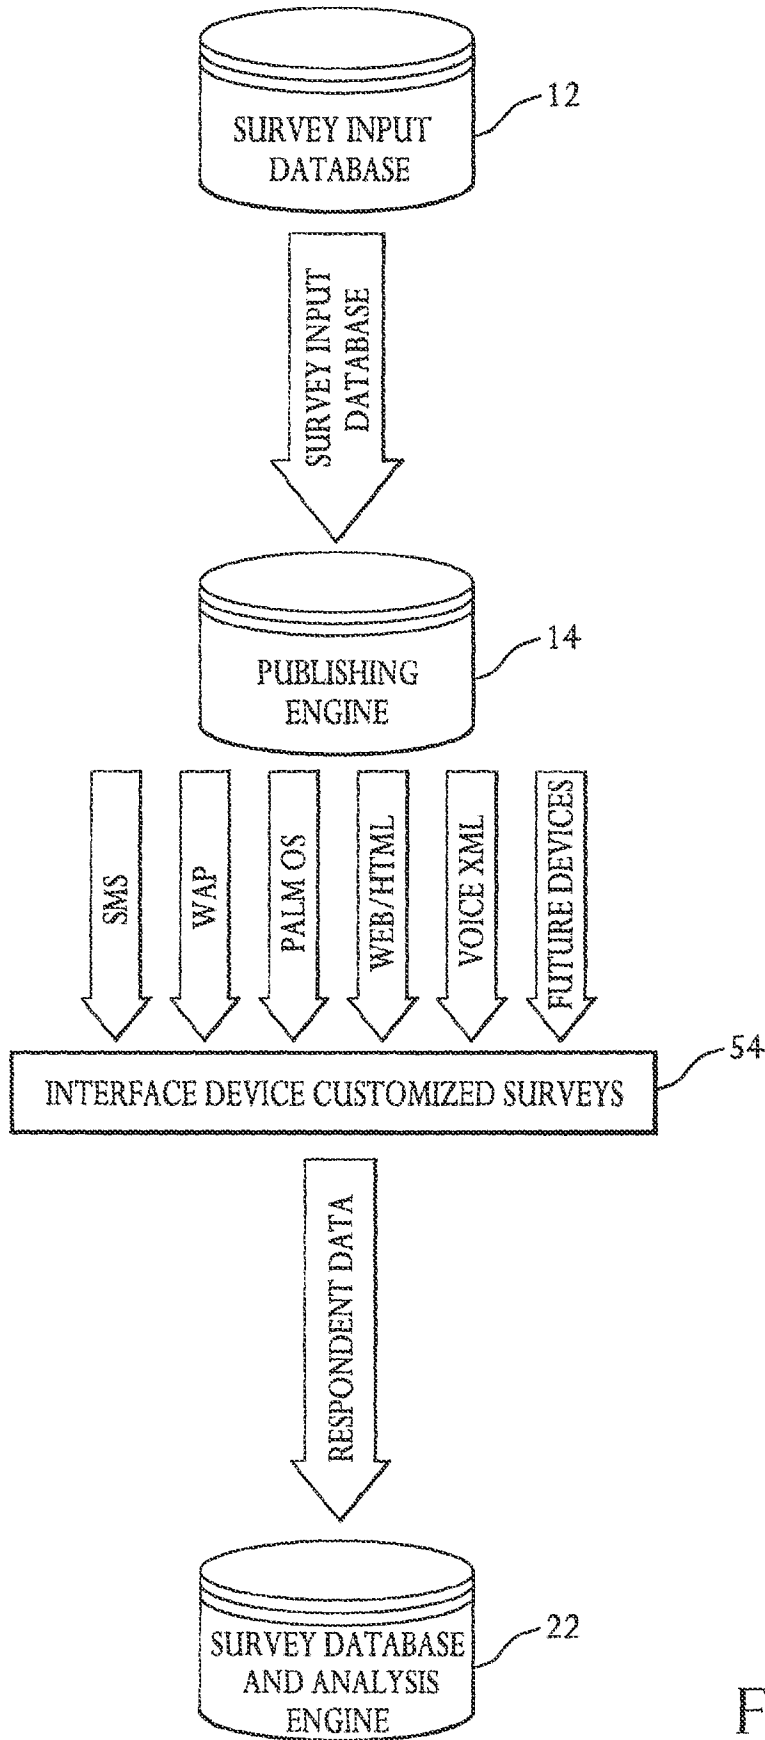 12
SURVEY INPUT
DATABASE
SURVEY INPUT
DATABASE
14
PUBLISHING
ENGINE
SMS
WAP
PALM OS
WEB/HTML
VOICE XML
FUTURE DEVICES
54
INTERFACE DEVICE CUSTOMIZED SURVEYS
RESPONDENT DATA
22
SURVEY DATABASE
AND ANALYSIS
ENGINE
F